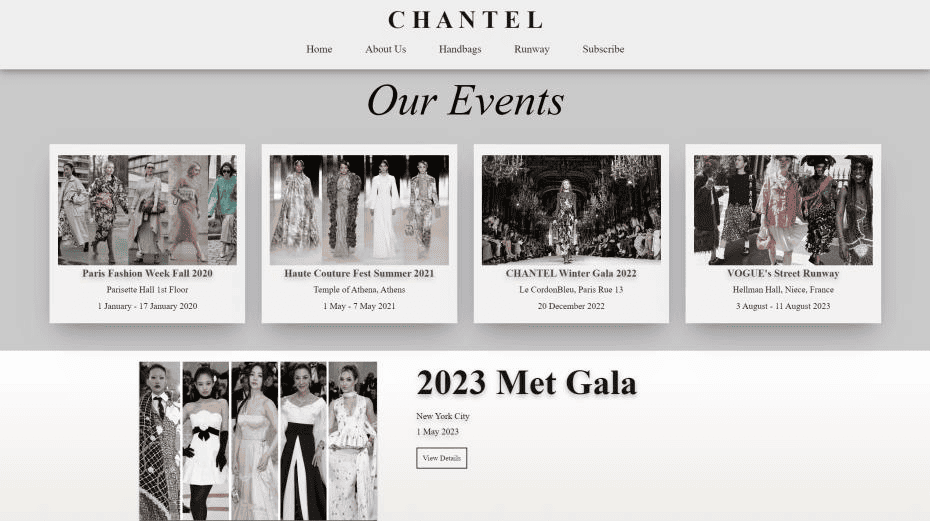 CHANTEL
Home About Us Handbags Runway Subscribe
Our Events
Paris Fashion Week Fall 2020
Parisette Hall 1st Floor
1 January - 17 January 2020
Haute Couture Fest Summer 2021
Temple of Athena, Athens
1 May - 7 May 2021
CHANTEL Winter Gala 2022
Le CordonBleu, Paris Rue 13
20 December 2022
VOGUE's Street Runway
Hellman Hall, Niece, France
3 August - 11 August 2023
2023 Met Gala
New York City
1 May 2023
View Details